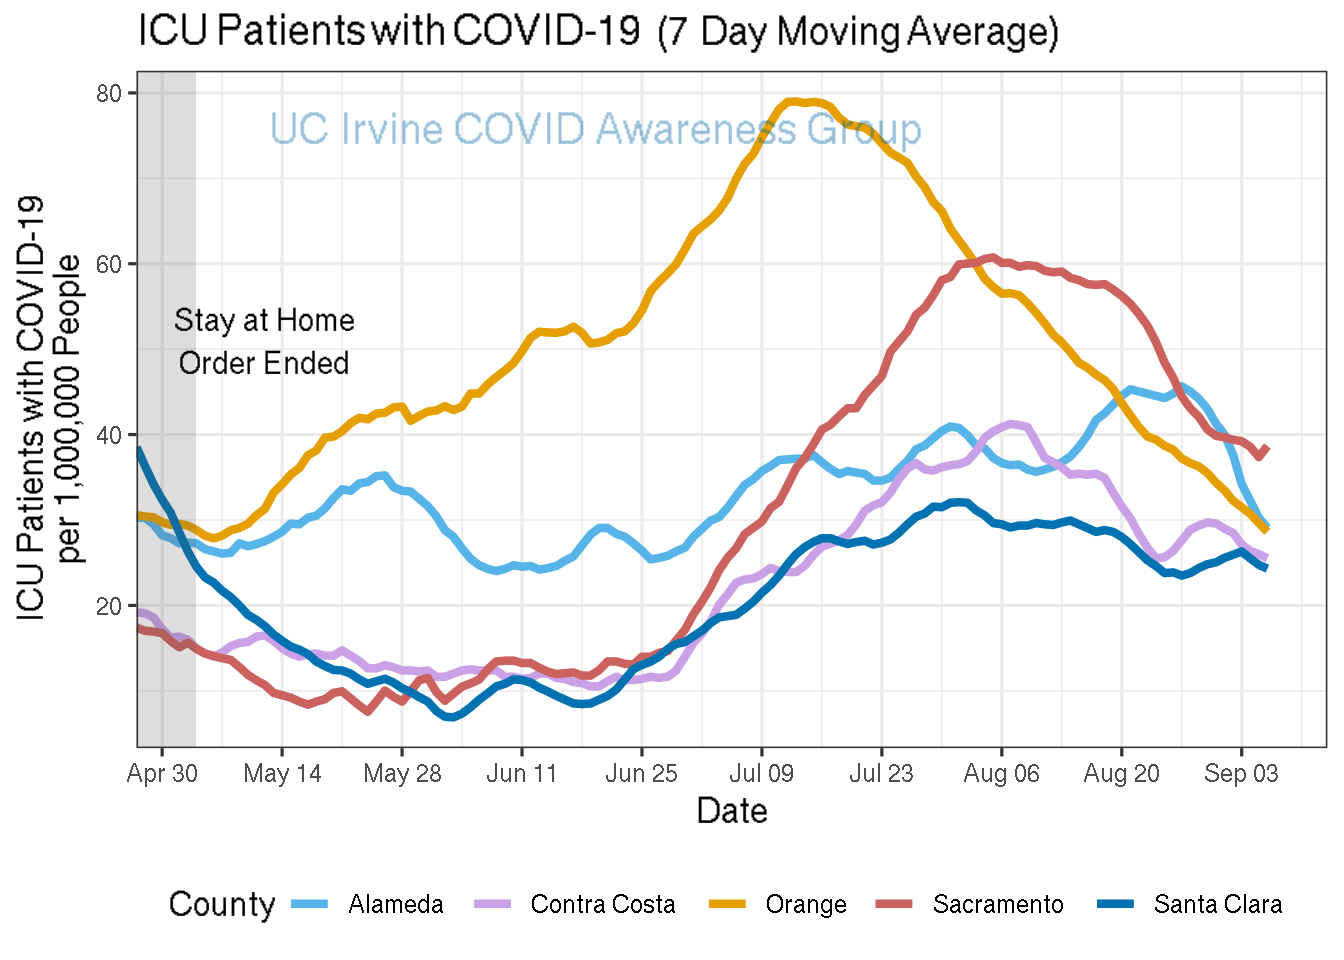 ICU Patients with COVID-19 (7 Day Moving Average)
UC Irvine COVID Awareness Group
ICU Patients with COVID-19
per 1,000,000 People
80
60
40
20
Stay at Home
Order Ended
Apr 30 May 14 May 28 Jun 11 Jun 25 Jul 09 Jul 23 Aug 06 Aug 20 Sep 03
Date
County Alameda Contra Costa Orange Sacramento Santa Clara